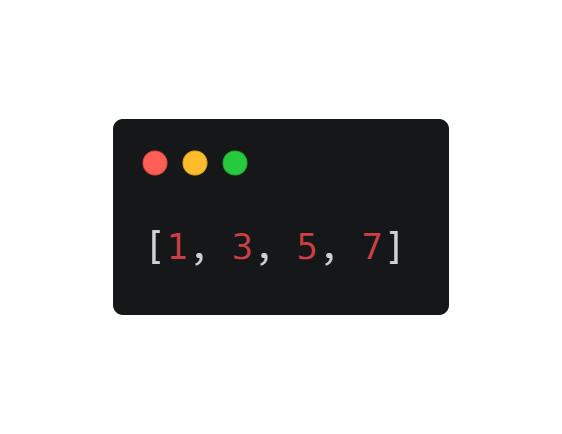 [1, 3, 5, 7]